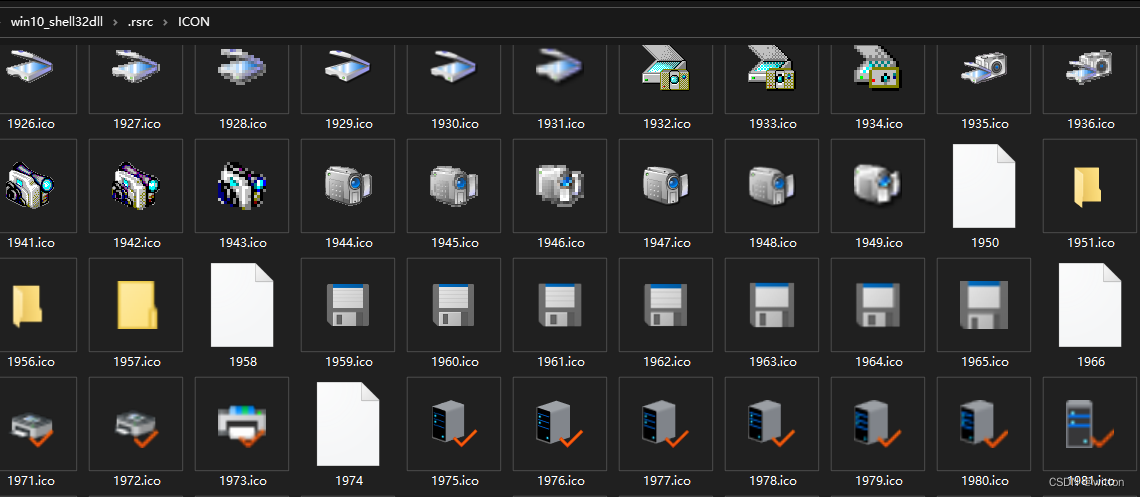 win10_shell32dll > .rsrc > ICON
1926.ico 1927.ico 1928.ico 1929.ico 1930.ico 1931.ico 1932.ico 1933.ico 1934.ico 1935.ico 1936.ico
1941.ico 1942.ico 1943.ico 1944.ico 1945.ico 1946.ico 1947.ico 1948.ico 1949.ico 1950 1951.ico
1956.ico 1957.ico 1958 1959.ico 1960.ico 1961.ico 1962.ico 1963.ico 1964.ico 1965.ico 1966
1971.ico 1972.ico 1973.ico 1974 1975.ico 1976.ico 1977.ico 1978.ico 1979.ico 1980.ico 1981.ico